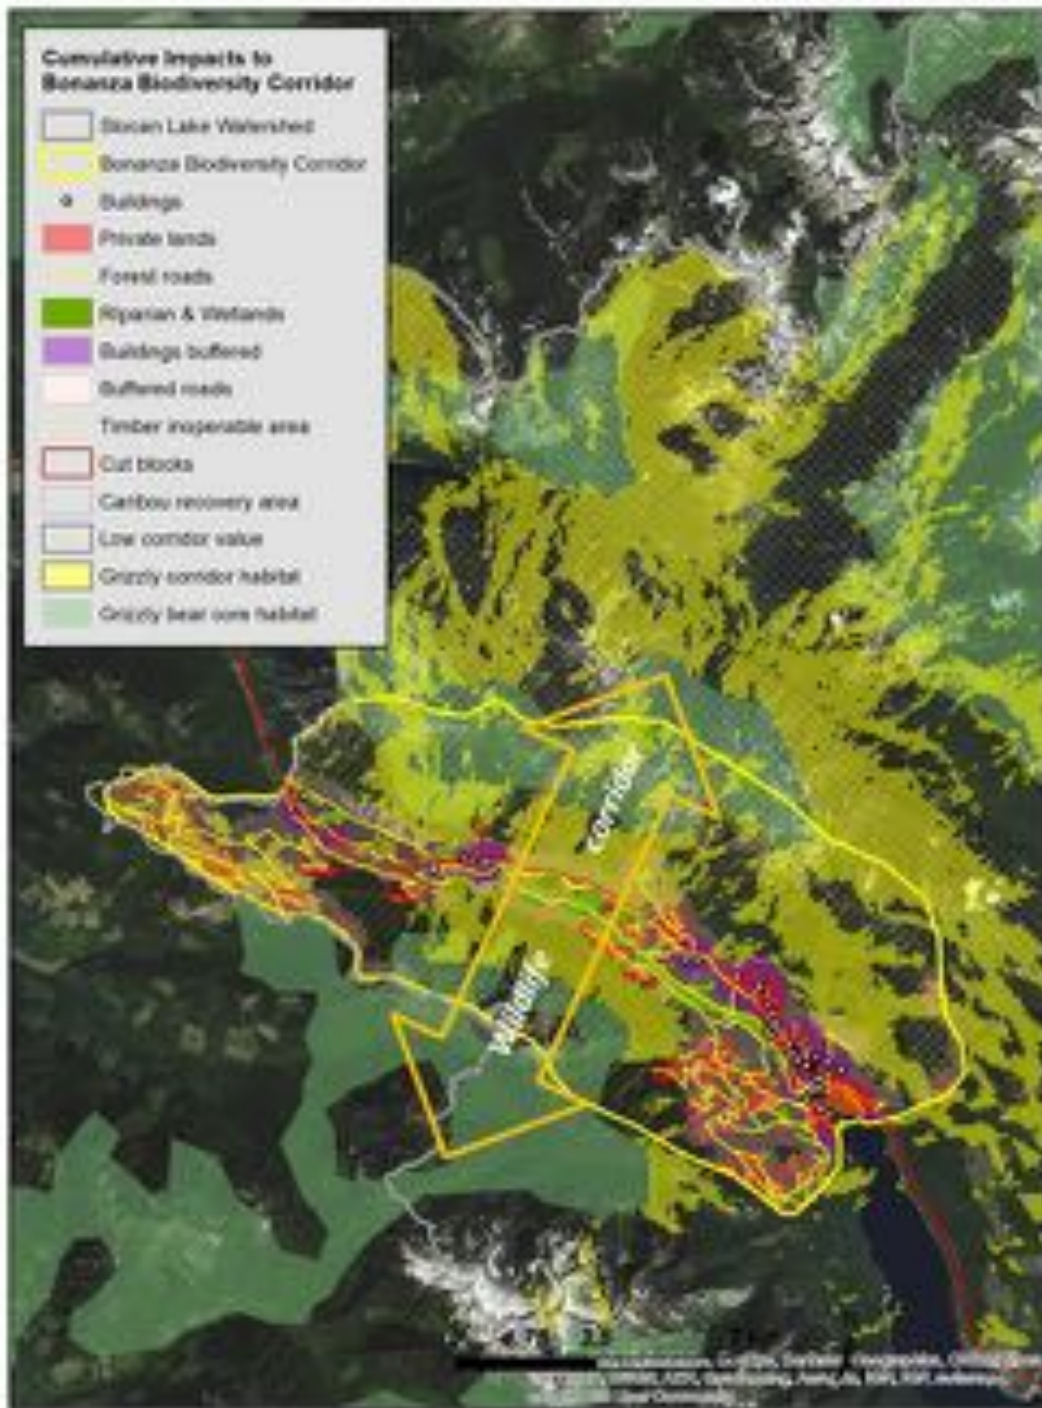 Cumulative Impacts to
Bonanza Biodiversity Corridor
Slocan Lake Watershed
Bonanza Biodiversity Corridor
Buildings
Private lands
Forest roads
Riparian & Wetlands
Buildings buffered
Buffered roads
Timber inoperable area
Cut blocks
Caribou recovery area
Low corridor value
Grizzly corridor habitat
Grizzly bear core habitat
corridor
Wildlife